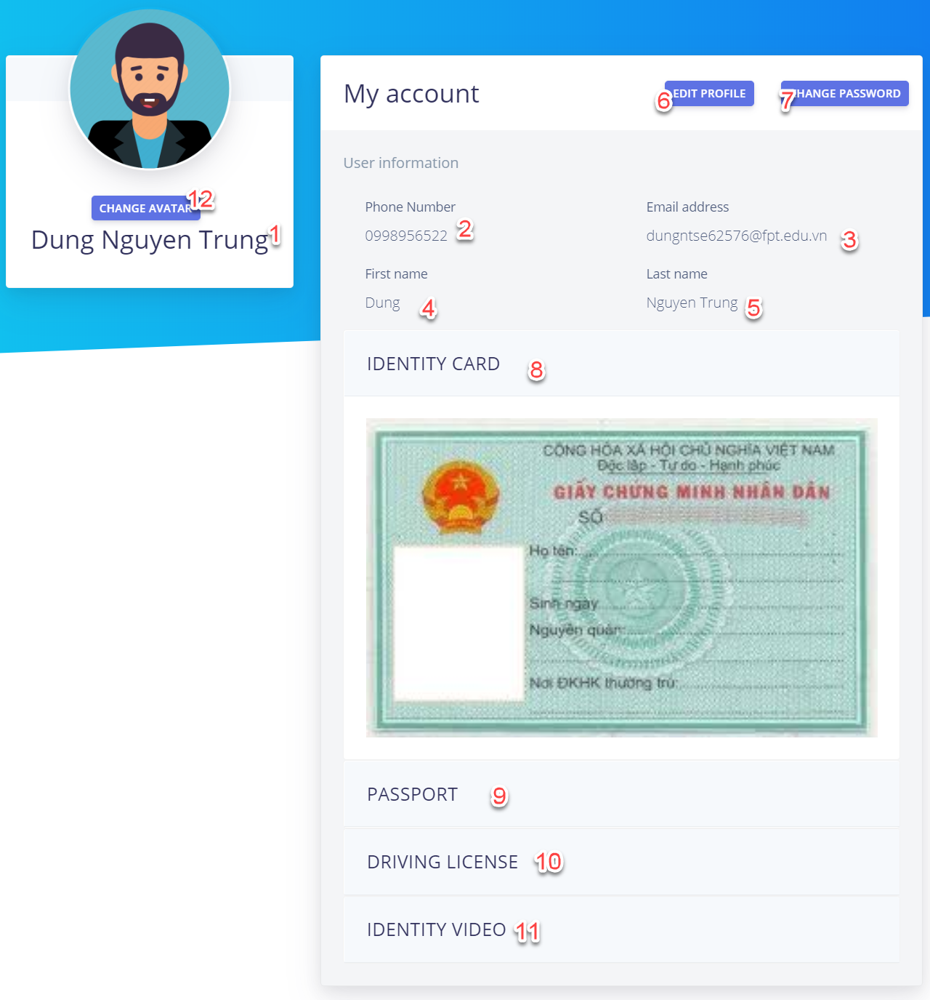 My account
6 EDIT PROFILE
7 CHANGE PASSWORD
CHANGE AVATAR 12
Dung Nguyen Trung 1
User information
Phone Number
0998956522 2
Email address
dungntse62576@fpt.edu.vn 3
First name
Dung 4
Last name
Nguyen Trung 5
IDENTITY CARD 8
CỘNG HÒA XÃ HỘI CHỦ NGHĨA VIỆT NAM
Độc lập - Tự do - Hạnh phúc
GIẤY CHỨNG MINH NHÂN DÂN
SỐ
Họ tên:
Sinh ngày
Nguyên quán:
Nơi ĐKHK thường trú:
PASSPORT 9
DRIVING LICENSE 10
IDENTITY VIDEO 11